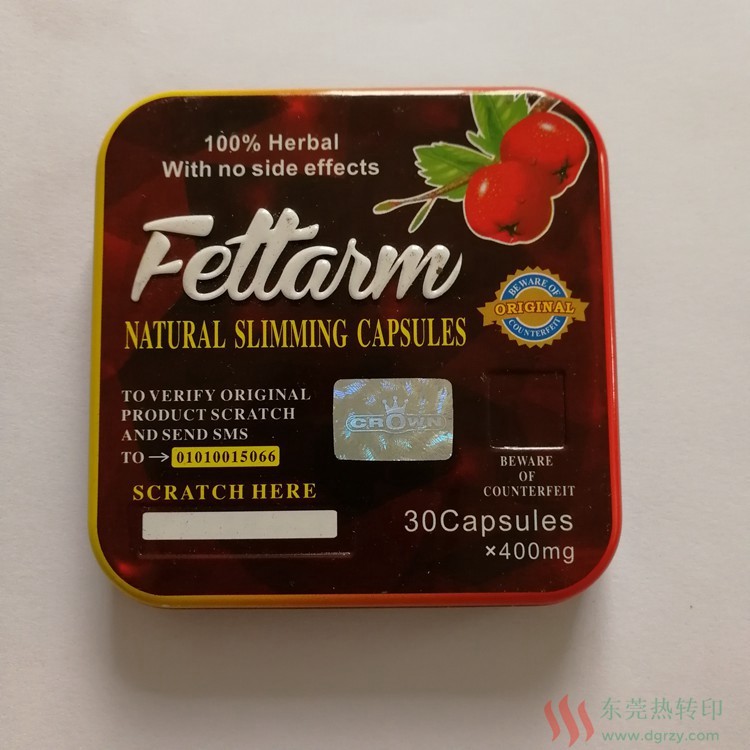 100% Herbal
With no side effects
Fettarm
NATURAL SLIMMING CAPSULES
BEWARE OF
ORIGINAL
COUNTERFEIT
TO VERIFY ORIGINAL
PRODUCT SCRATCH
AND SEND SMS
TO→01010015066
CROWN
BEWARE
OF
COUNTERFEIT
SCRATCH HERE
30Capsules
×400mg
东莞热转印
www.dgrzy.com